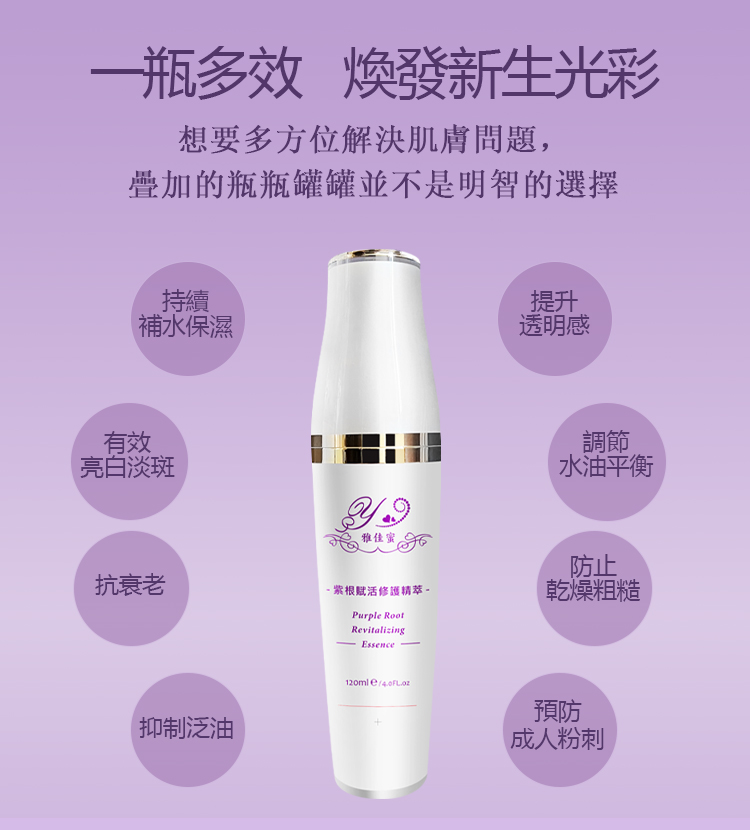 一瓶多效 煥發新生光彩
想要多方位解決肌膚問題,
疊加的瓶瓶罐罐並不是明智的選擇
持續
補水保濕
提升
透明感
有效
亮白淡斑
調節
水油平衡
抗衰老
防止
乾燥粗糙
抑制泛油
預防
成人粉刺
雅佳蜜
- 紫根賦活修護精萃 -
Purple Root
Revitalizing
Essence
120ml e /4.0FL.oz